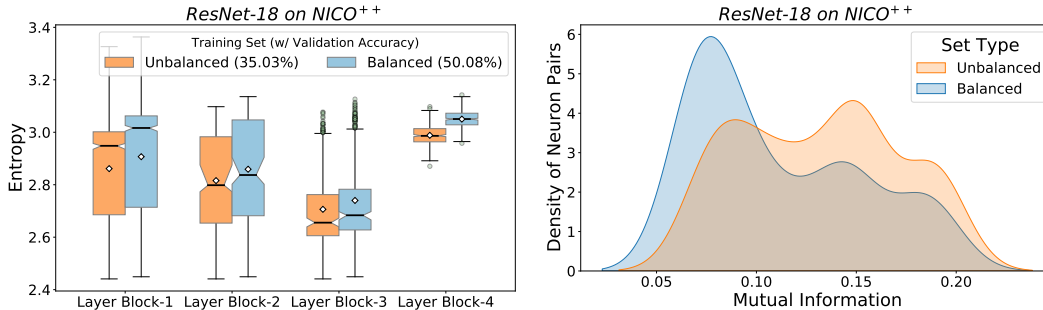 ResNet-18 on NICO++
Training Set (w/ Validation Accuracy)
Unbalanced (35.03%) Balanced (50.08%)
Entropy
3.4
3.2
3.0
2.8
2.6
2.4
Layer Block-1 Layer Block-2 Layer Block-3 Layer Block-4
ResNet-18 on NICO++
Set Type
Unbalanced
Balanced
Density of Neuron Pairs
6
5
4
3
2
1
0
0.05 0.10 0.15 0.20
Mutual Information